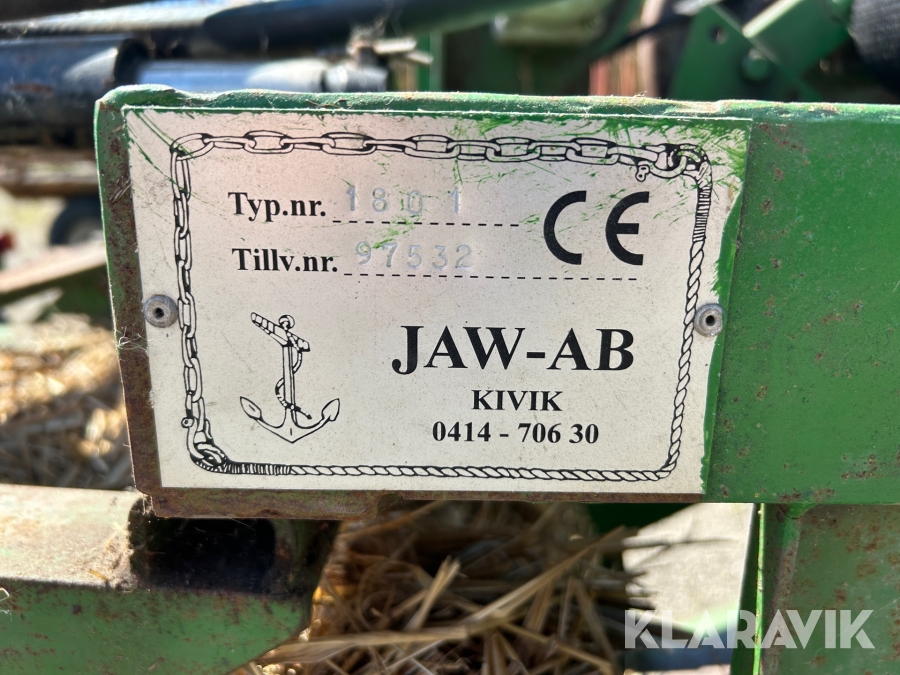 Typ.nr. 1801
Tillv.nr. 97532
CE
JAW-AB
KIVIK
0414 - 706 30
KLARAVIK